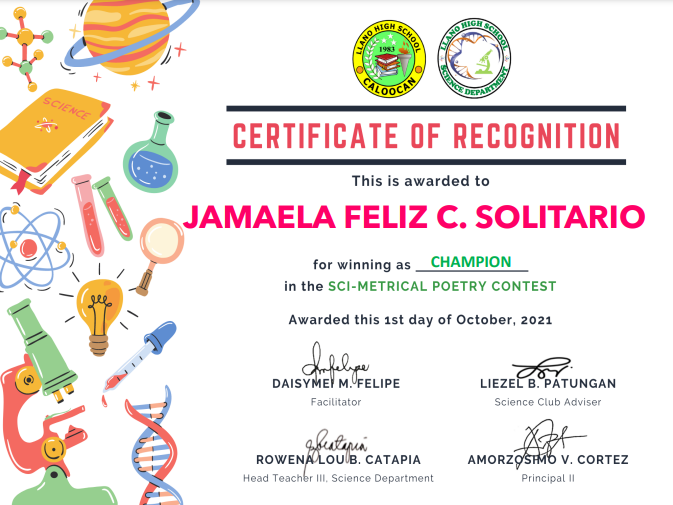 LLANO HIGH SCHOOL
1983
CALOOCAN
LLANO HIGH SCHOOL
SCIENCE DEPARTMENT
SCIENCE
CERTIFICATE OF RECOGNITION
This is awarded to
JAMAELA FELIZ C. SOLITARIO
for winning as CHAMPION
in the SCI-METRICAL POETRY CONTEST
Awarded this 1st day of October, 2021
DAISYMEI M. FELIPE
Facilitator
LIEZEL B. PATUNGAN
Science Club Adviser
ROWENA LOU B. CATAPIA
Head Teacher III, Science Department
AMORZOSIMO V. CORTEZ
Principal II